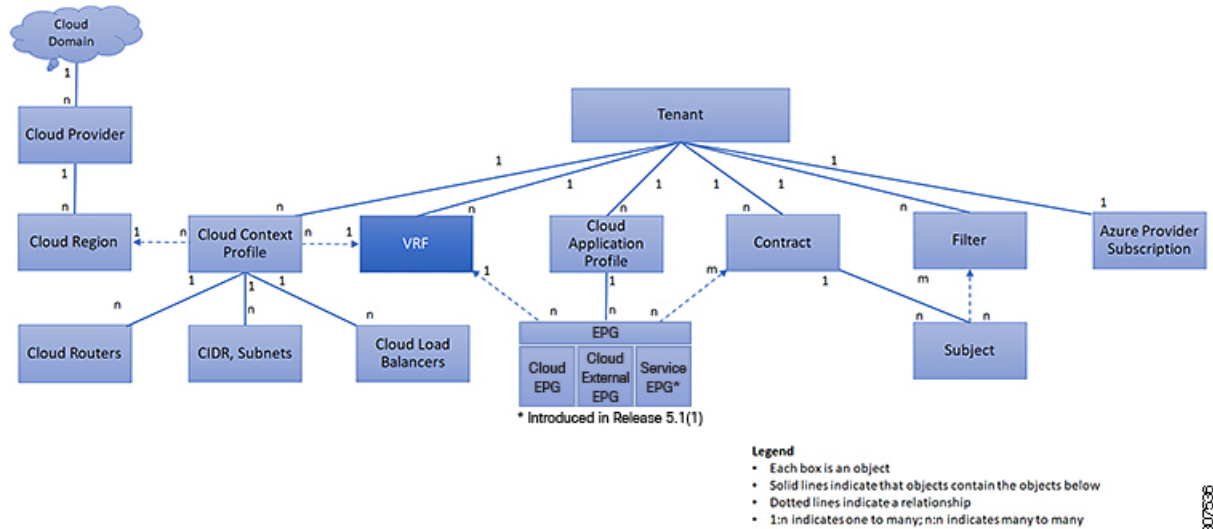 Cloud
Domain
1
n
Cloud Provider
Tenant
1
n
1
1
1
1
1
1
n
n
n
n
n
1
Cloud Region
1
n
Cloud Context
Profile
n
1
VRF
Cloud
Application
Profile
Contract
Filter
Azure Provider
Subscription
1
1
1
1
1
m
1
m
n
n
n
n
n
n
n
n
EPG
Cloud Routers
CIDR, Subnets
Cloud Load
Balancers
Cloud
EPG
Cloud
External
EPG
Service
EPG*
Subject
* Introduced in Release 5.1(1)
Legend
• Each box is an object
• Solid lines indicate that objects contain the objects below
• Dotted lines indicate a relationship
• 1:n indicates one to many; n:n indicates many to many